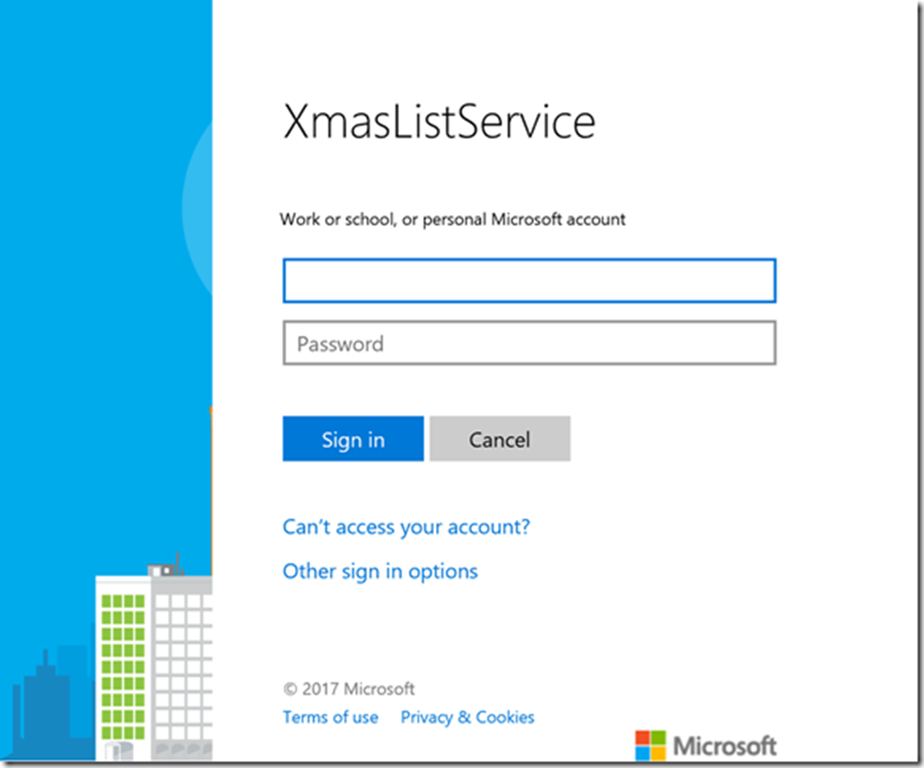 XmasListService
Work or school, or personal Microsoft account
Password
Sign in Cancel
Can't access your account?
Other sign in options
© 2017 Microsoft
Terms of use Privacy & Cookies
Microsoft